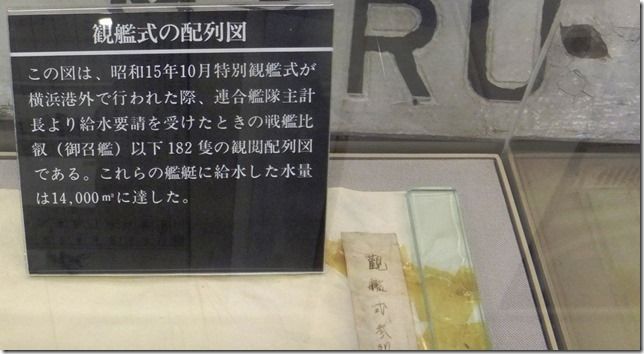 RU
観艦式の配列図
この図は、昭和15年10月特別観艦式が
横浜港外で行われた際、連合艦隊主計
長より給水要請を受けたときの戦艦比
叡（御召艦）以下182隻の観閲配列図
である。これらの艦艇に給水した水量
は14,000㎥に達した。
觀艦式参列